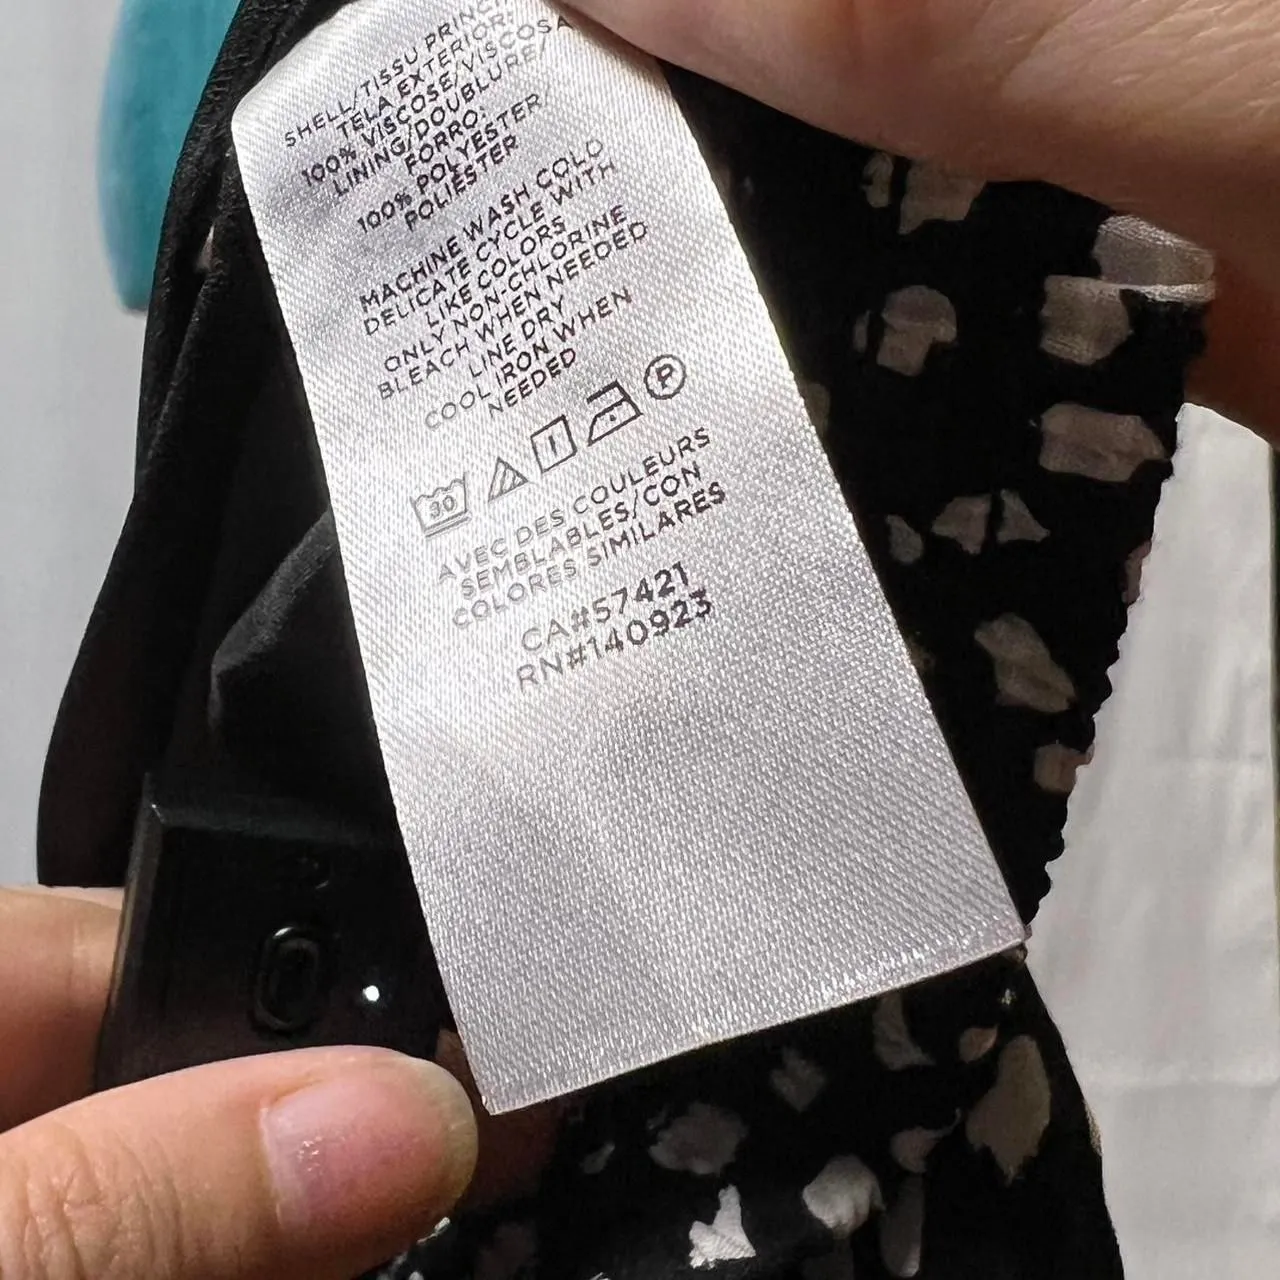 SHELL/TISSU PRINCI
TELA EXTERIOR:
100% VISCOSE/VISCOSA
LINING/DOUBLURE/
FORRO:
100% POLYESTER/
POLIÉSTER
MACHINE WASH COLD
DELICATE CYCLE WITH
LIKE COLORS
ONLY NON-CHLORINE
BLEACH WHEN NEEDED
LINE DRY
COOL IRON WHEN
NEEDED
30 P
AVEC DES COULEURS
SEMBLABLES/CON
COLORES SIMILARES
CA#57421
RN#140923